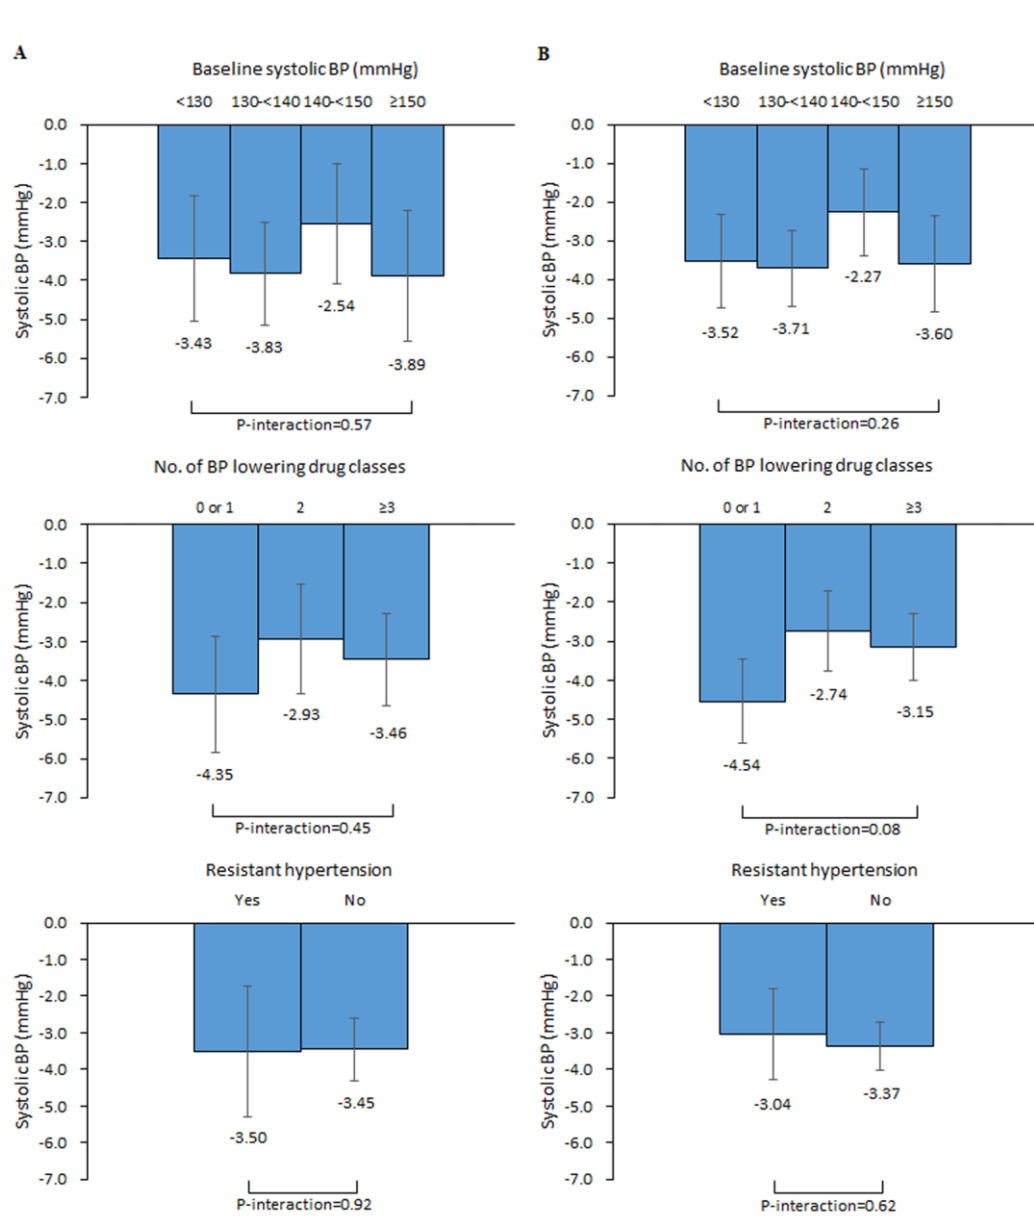 A
Baseline systolic BP (mmHg)
<130 130-<140 140-<150 ≥150
0.0
-1.0
-2.0
-3.0
-4.0
-5.0
-6.0
-7.0
Systolic BP (mmHg)
-3.43
-3.83
-2.54
-3.89
P-interaction=0.57
No. of BP lowering drug classes
0 or 1 2 ≥3
0.0
-1.0
-2.0
-3.0
-4.0
-5.0
-6.0
-7.0
Systolic BP (mmHg)
-4.35
-2.93
-3.46
P-interaction=0.45
Resistant hypertension
Yes No
0.0
-1.0
-2.0
-3.0
-4.0
-5.0
-6.0
-7.0
Systolic BP (mmHg)
-3.50
-3.45
P-interaction=0.92
B
Baseline systolic BP (mmHg)
<130 130-<140 140-<150 ≥150
0.0
-1.0
-2.0
-3.0
-4.0
-5.0
-6.0
-7.0
Systolic BP (mmHg)
-3.52
-3.71
-2.27
-3.60
P-interaction=0.26
No. of BP lowering drug classes
0 or 1 2 ≥3
0.0
-1.0
-2.0
-3.0
-4.0
-5.0
-6.0
-7.0
Systolic BP (mmHg)
-4.54
-2.74
-3.15
P-interaction=0.08
Resistant hypertension
Yes No
0.0
-1.0
-2.0
-3.0
-4.0
-5.0
-6.0
-7.0
Systolic BP (mmHg)
-3.04
-3.37
P-interaction=0.62